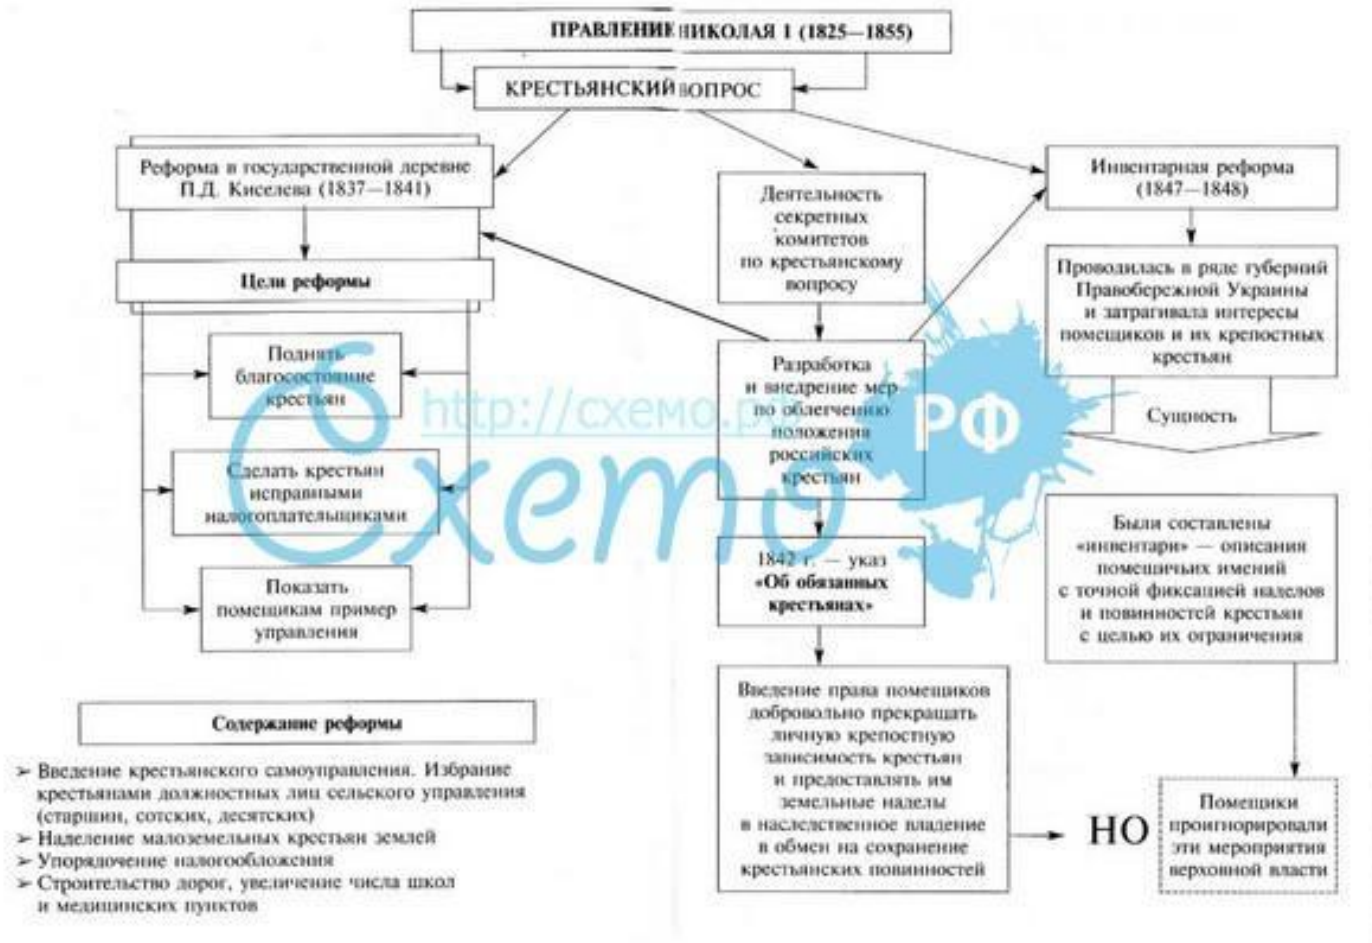 ПРАВЛЕНИЕ НИКОЛАЯ I (1825—1855)
КРЕСТЬЯНСКИЙ ВОПРОС
Реформа в государственной деревне
П.Д. Киселева (1837—1841)
Цели реформы
Поднять
благосостояние
крестьян
Сделать крестьян
исправными
налогоплательщиками
Показать
помещикам пример
управления
Содержание реформы
➢ Введение крестьянского самоуправления. Избрание
крестьянами должностных лиц сельского управления
(старшин, сотских, десятских)
➢ Наделение малоземельных крестьян землей
➢ Упорядочение налогообложения
➢ Строительство дорог, увеличение числа школ
и медицинских пунктов
Деятельность
секретных
комитетов
по крестьянскому
вопросу
Разработка
и внедрение мер
по облегчению
положения
российских
крестьян
1842 г. — указ
«Об обязанных
крестьянах»
Введение права помещиков
добровольно прекращать
личную крепостную
зависимость крестьян
и предоставлять им
земельные наделы
в наследственное владение
в обмен на сохранение
крестьянских повинностей
Инвентарная реформа
(1847—1848)
Проводилась в ряде губерний
Правобережной Украины
и затрагивала интересы
помещиков и их крепостных
крестьян
Сущность
Были составлены
«инвентари» — описания
помещичьих имений
с точной фиксацией наделов
и повинностей крестьян
с целью их ограничения
НО
Помещики
проигнорировали
эти мероприятия
верховной власти
http://схемо.рф
Схемо
РФ